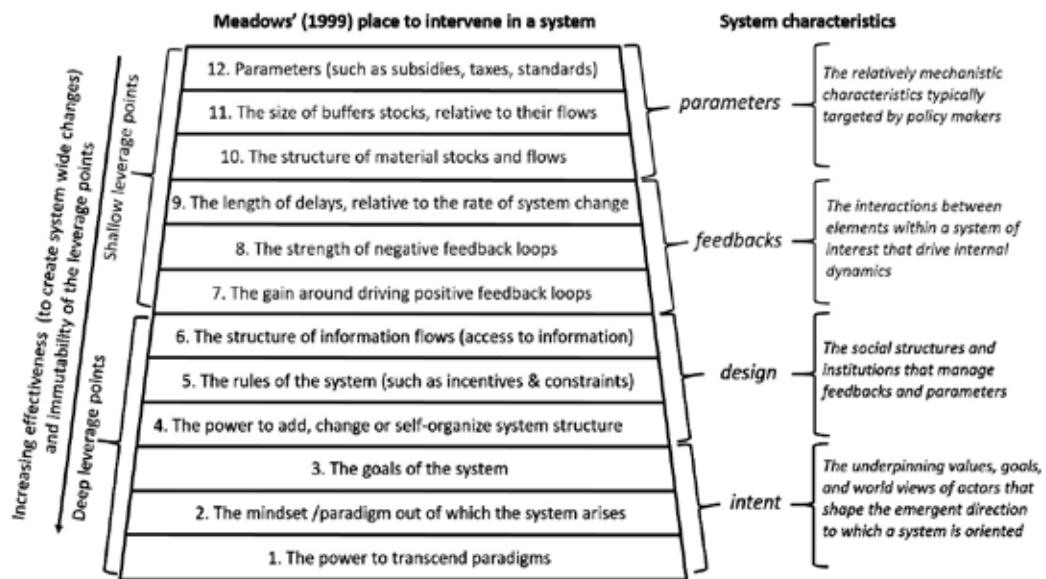 Meadows' (1999) place to intervene in a system
System characteristics
Increasing effectiveness (to create system wide changes)
and immutability of the leverage points
Shallow leverage points
Deep leverage points
12. Parameters (such as subsidies, taxes, standards)
11. The size of buffers stocks, relative to their flows
10. The structure of material stocks and flows
9. The length of delays, relative to the rate of system change
8. The strength of negative feedback loops
7. The gain around driving positive feedback loops
6. The structure of information flows (access to information)
5. The rules of the system (such as incentives & constraints)
4. The power to add, change or self-organize system structure
3. The goals of the system
2. The mindset /paradigm out of which the system arises
1. The power to transcend paradigms
parameters
The relatively mechanistic
characteristics typically
targeted by policy makers
feedbacks
The interactions between
elements within a system of
interest that drive internal
dynamics
design
The social structures and
institutions that manage
feedbacks and parameters
intent
The underpinning values, goals,
and world views of actors that
shape the emergent direction
to which a system is oriented